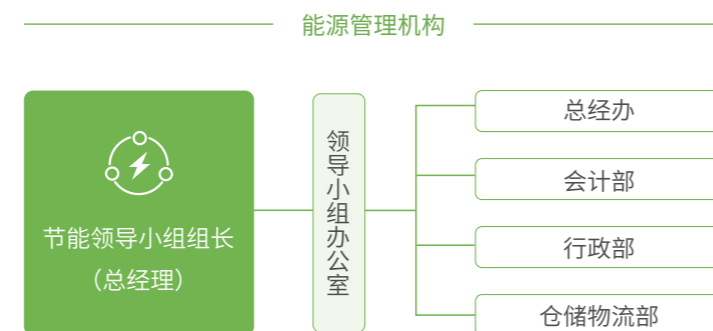 能源管理机构
节能领导小组组长
（总经理）
领导小组办公室
总经办
会计部
行政部
仓储物流部